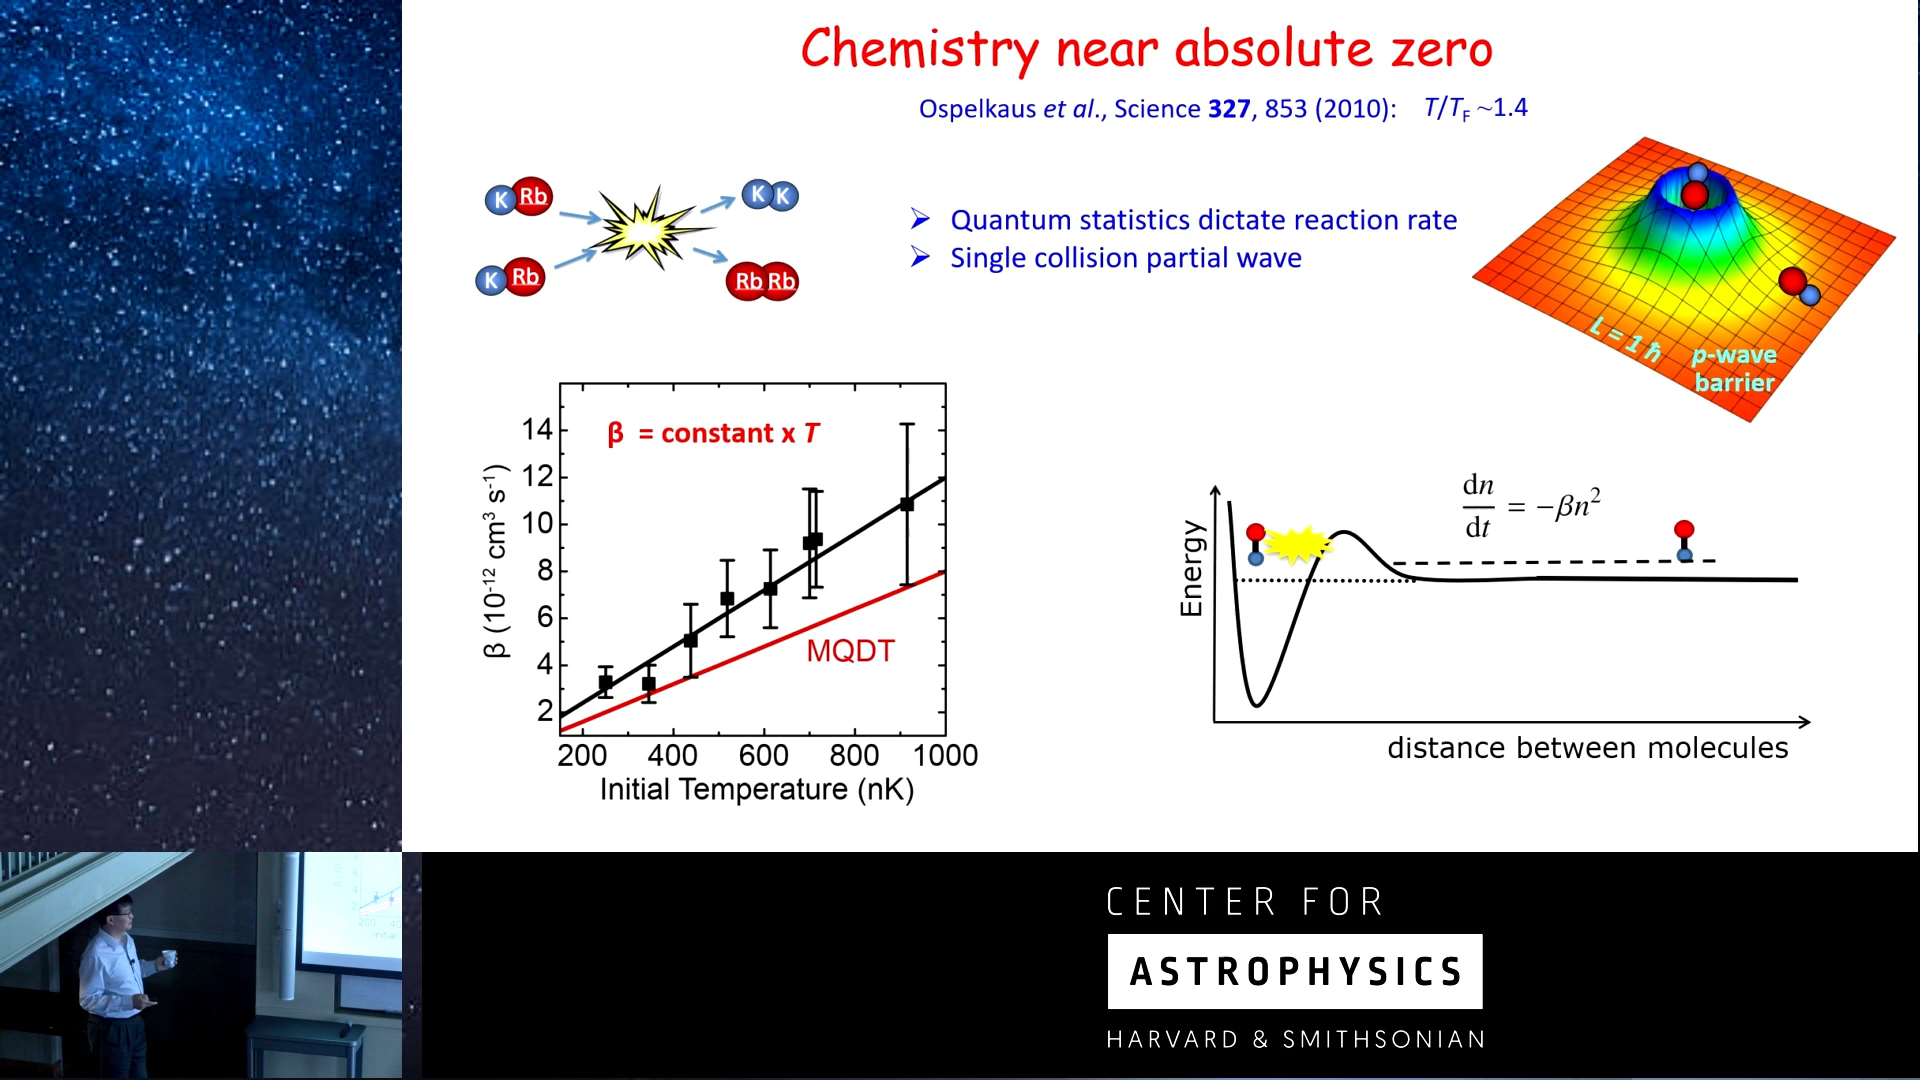 Chemistry near absolute zero
Ospelkaus et al., Science 327, 853 (2010): T/TF ~1.4
K Rb
K K
K Rb
Rb Rb
➢ Quantum statistics dictate reaction rate
➢ Single collision partial wave
L = 1 ħ
p-wave
barrier
β = constant x T
β (10-12 cm3 s-1)
14
12
10
8
6
4
2
MQDT
200 400 600 800 1000
Initial Temperature (nK)
dn/dt = −βn2
Energy
distance between molecules
CENTER FOR
ASTROPHYSICS
HARVARD & SMITHSONIAN